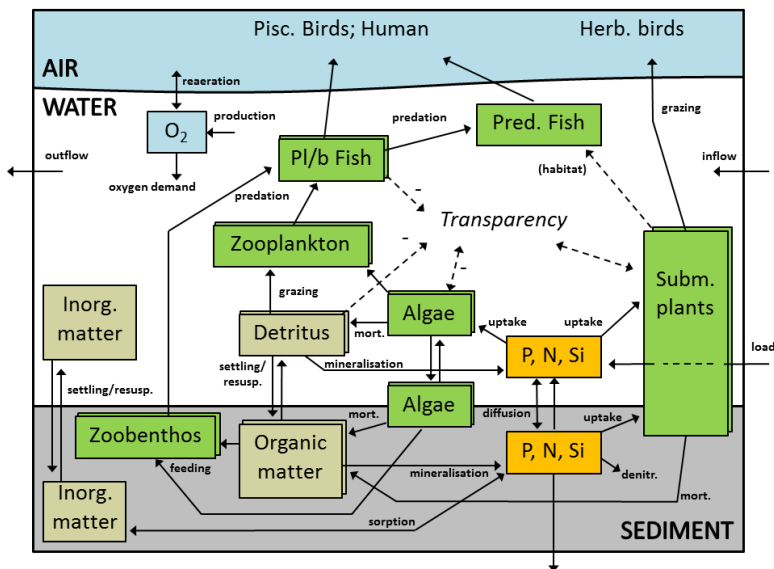 Pisc. Birds; Human
Herb. birds
AIR
reaeration
WATER
grazing
production
predation
O2
Pred. Fish
Pl/b Fish
outflow
inflow
(habitat)
oxygen demand
predation
-
Transparency
Zooplankton
-
-
Subm.
plants
grazing
Inorg.
matter
Algae
Detritus
mort.
uptake
uptake
P, N, Si
load
settling/
resusp.
mineralisation
settling/resusp.
Algae
mort.
diffusion
uptake
Zoobenthos
Organic
matter
P, N, Si
feeding
mineralisation
denitr.
Inorg.
matter
mort.
sorption
SEDIMENT